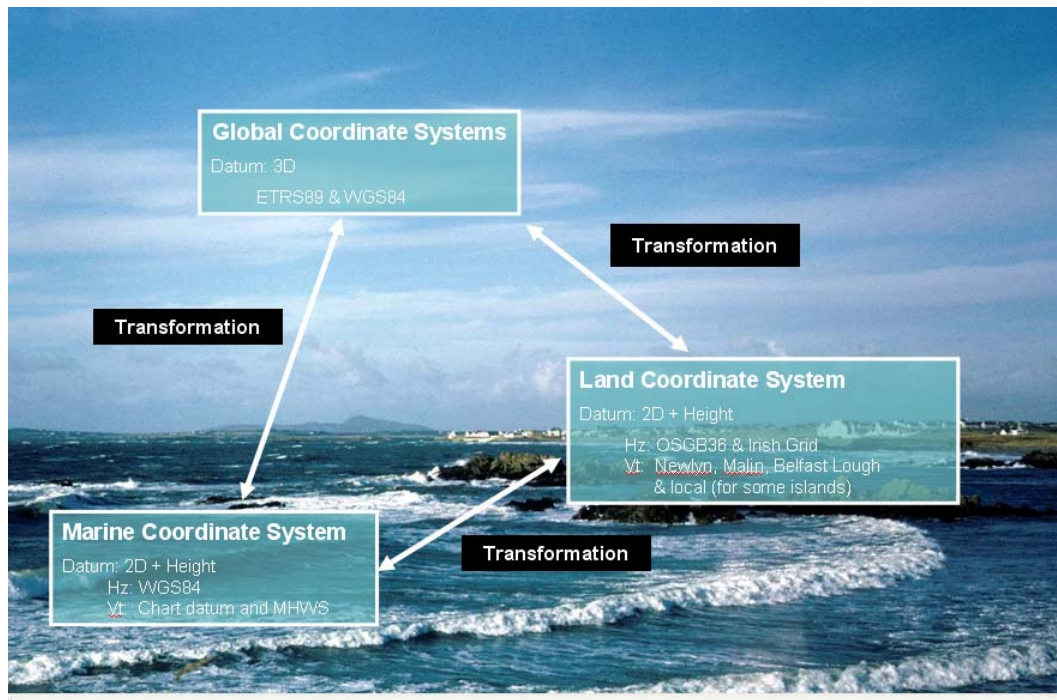 Global Coordinate Systems
Datum: 3D
ETRS89 & WGS84
Transformation
Transformation
Land Coordinate System
Datum: 2D + Height
Hz: OSGB36 & Irish Grid
Vt: Newlyn, Malin, Belfast Lough
& local (for some islands)
Marine Coordinate System
Datum: 2D + Height
Hz: WGS84
Vt: Chart datum and MHWS
Transformation